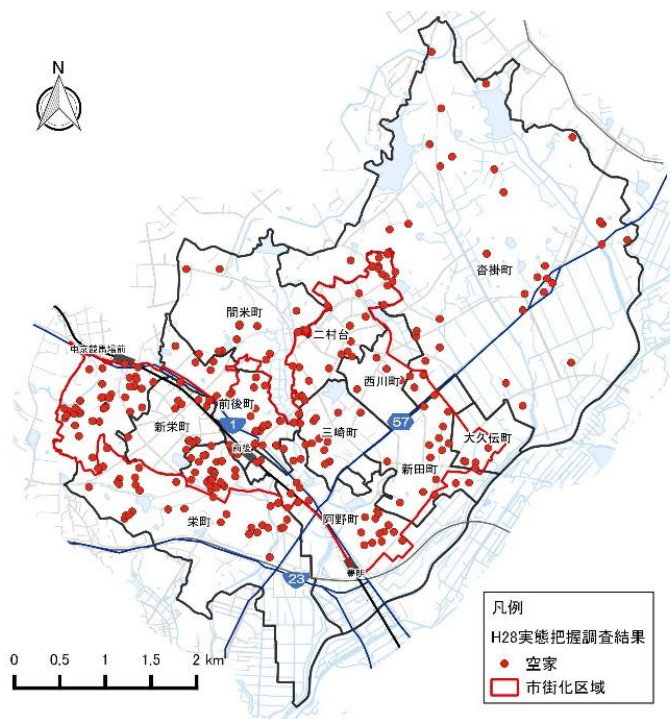 N
沓掛町
間米町
二村台
中京競馬場前
西川町
前後町
新栄町
1
57
三崎町
大久伝町
前後
新田町
栄町
阿野町
豊明
23
凡例
H28実態把握調査結果
空家
市街化区域
0 0.5 1 1.5 2 km